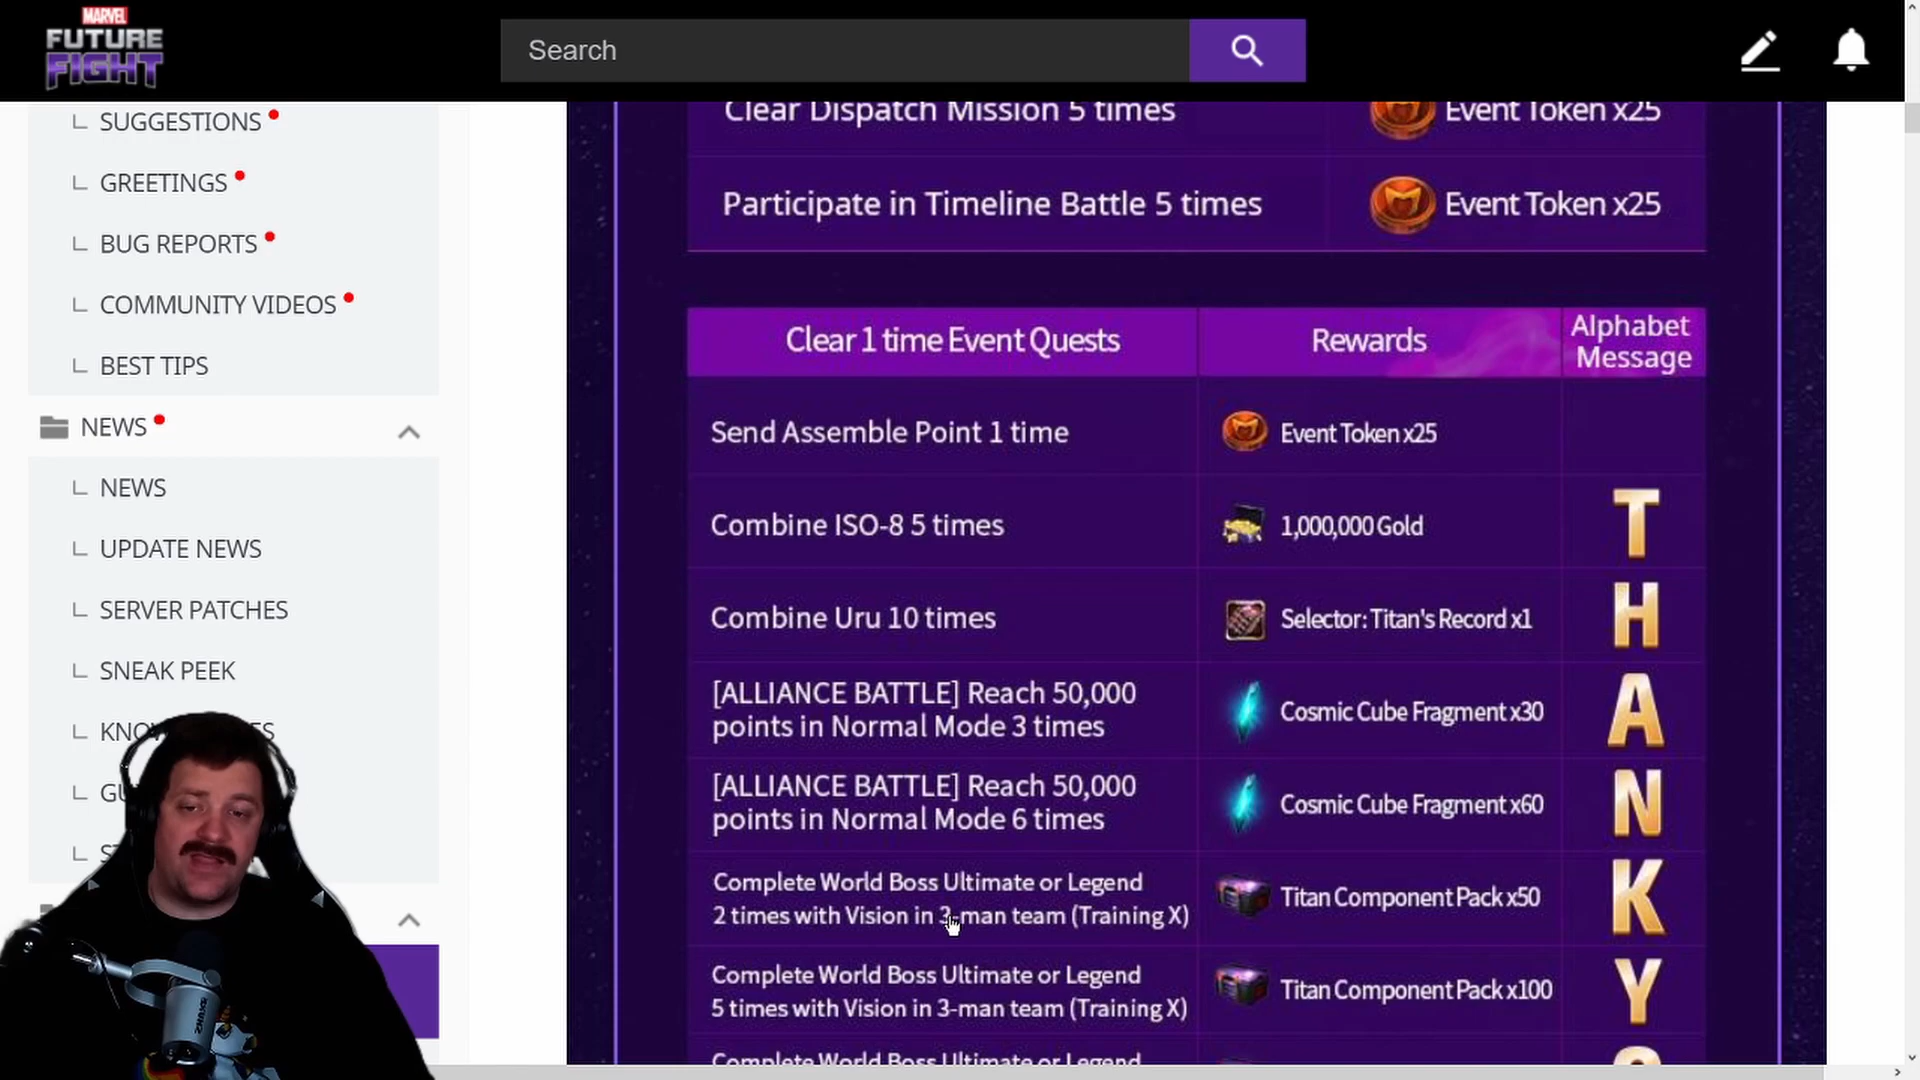 MARVEL
FUTURE
FIGHT
Search
SUGGESTIONS
GREETINGS
BUG REPORTS
COMMUNITY VIDEOS
BEST TIPS
NEWS
NEWS
UPDATE NEWS
SERVER PATCHES
SNEAK PEEK
Clear Dispatch Mission 5 times
Event Token x25
Participate in Timeline Battle 5 times
Event Token x25
Clear 1 time Event Quests
Rewards
Alphabet
Message
Send Assemble Point 1 time
Event Token x25
Combine ISO-8 5 times
1,000,000 Gold
T
Combine Uru 10 times
Selector: Titan's Record x1
H
[ALLIANCE BATTLE] Reach 50,000
points in Normal Mode 3 times
Cosmic Cube Fragment x30
A
[ALLIANCE BATTLE] Reach 50,000
points in Normal Mode 6 times
Cosmic Cube Fragment x60
N
Complete World Boss Ultimate or Legend
2 times with Vision in 3-man team (Training X)
Titan Component Pack x50
K
Complete World Boss Ultimate or Legend
5 times with Vision in 3-man team (Training X)
Titan Component Pack x100
Y
Complete World Boss Ultimate or Legend